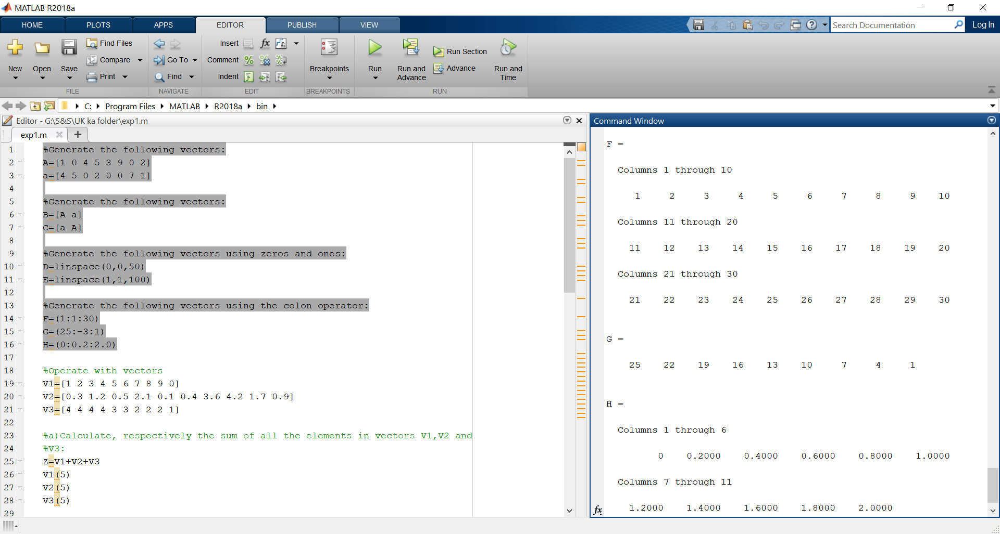 MATLAB R2018a
HOME PLOTS APPS EDITOR PUBLISH VIEW
Search Documentation
Log In
New
Open
Save
Find Files
Compare
Print
FILE
Go To
Find
NAVIGATE
Insert fx
Comment
Indent
EDIT
Breakpoints
BREAKPOINTS
Run
Run and
Advance
Run Section
Advance
Run and
Time
RUN
C: Program Files MATLAB R2018a bin
Editor - G:\S&S\UK ka folder\exp1.m
exp1.m
1 %Generate the following vectors:
2 - A=[1 0 4 5 3 9 0 2]
3 - a=[4 5 0 2 0 0 7 1]
4
5 %Generate the following vectors:
6 - B=[A a]
7 - C=[a A]
8
9 %Generate the following vectors using zeros and ones:
10 - D=linspace(0,0,50)
11 - E=linspace(1,1,100)
12
13 %Generate the following vectors using the colon operator:
14 - F=(1:1:30)
15 - G=(25:-3:1)
16 - H=(0:0.2:2.0)
17
18 %Operate with vectors
19 - V1=[1 2 3 4 5 6 7 8 9 0]
20 - V2=[0.3 1.2 0.5 2.1 0.1 0.4 3.6 4.2 1.7 0.9]
21 - V3=[4 4 4 4 3 3 2 2 2 1]
22
23 %a)Calculate, respectively the sum of all the elements in vectors V1,V2 and
24 %V3:
25 - Z=V1+V2+V3
26 - V1(5)
27 - V2(5)
28 - V3(5)
29
Command Window
F =
Columns 1 through 10
1 2 3 4 5 6 7 8 9 10
Columns 11 through 20
11 12 13 14 15 16 17 18 19 20
Columns 21 through 30
21 22 23 24 25 26 27 28 29 30
G =
25 22 19 16 13 10 7 4 1
H =
Columns 1 through 6
0 0.2000 0.4000 0.6000 0.8000 1.0000
Columns 7 through 11
1.2000 1.4000 1.6000 1.8000 2.0000
fx